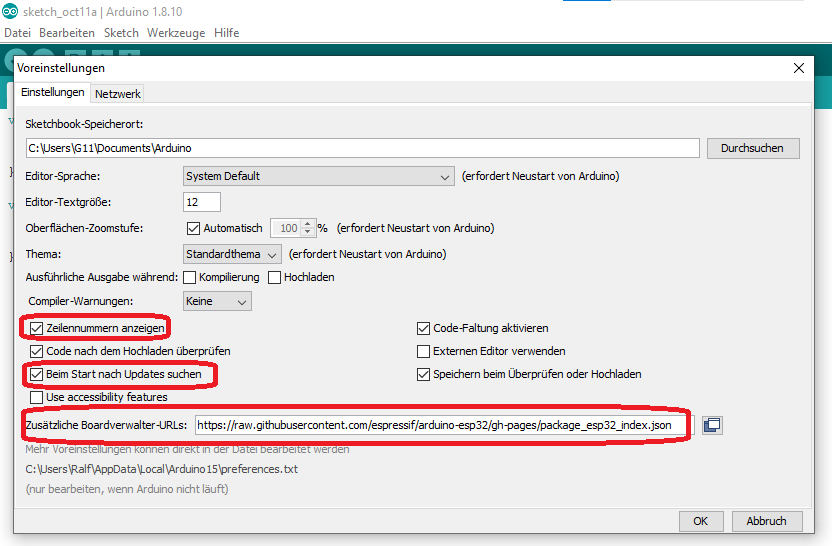 sketch_oct11a | Arduino 1.8.10
Datei Bearbeiten Sketch Werkzeuge Hilfe
Voreinstellungen
Einstellungen Netzwerk
Sketchbook-Speicherort:
C:\Users\G11\Documents\Arduino Durchsuchen
Editor-Sprache: System Default (erfordert Neustart von Arduino)
Editor-Textgröße: 12
Oberflächen-Zoomstufe: Automatisch 100 % (erfordert Neustart von Arduino)
Thema: Standardthema (erfordert Neustart von Arduino)
Ausführliche Ausgabe während: Kompilierung Hochladen
Compiler-Warnungen: Keine
Zeilennummern anzeigen Code-Faltung aktivieren
Code nach dem Hochladen überprüfen Externen Editor verwenden
Beim Start nach Updates suchen Speichern beim Überprüfen oder Hochladen
Use accessibility features
Zusätzliche Boardverwalter-URLs: https://raw.githubusercontent.com/espressif/arduino-esp32/gh-pages/package_esp32_index.json
Mehr Voreinstellungen können direkt in der Datei bearbeitet werden
C:\Users\Ralf\AppData\Local\Arduino15\preferences.txt
(nur bearbeiten, wenn Arduino nicht läuft)
OK Abbruch